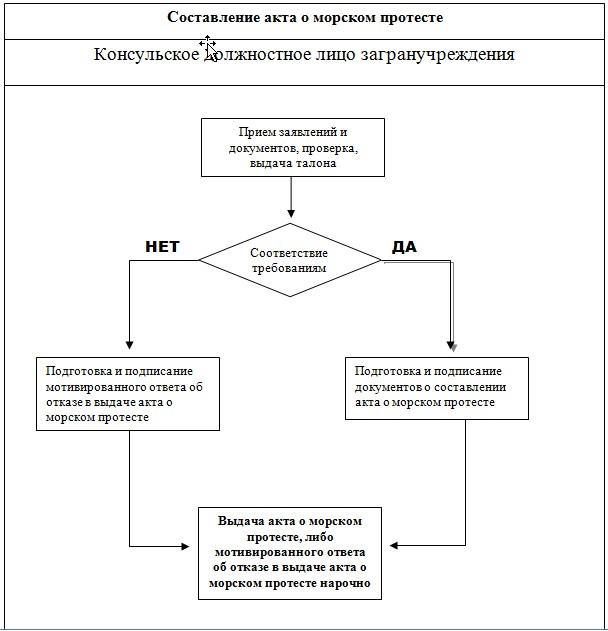 Составление акта о морском протесте
Консульское должностное лицо загранучреждения
Прием заявлений и
документов, проверка,
выдача талона
НЕТ
ДА
Соответствие
требованиям
Подготовка и подписание
мотивированного ответа об
отказе в выдаче акта о
морском протесте
Подготовка и подписание
документов о составлении
акта о морском протесте
Выдача акта о морском
протесте, либо
мотивированного ответа
об отказе в выдаче акта о
морском протесте нарочно